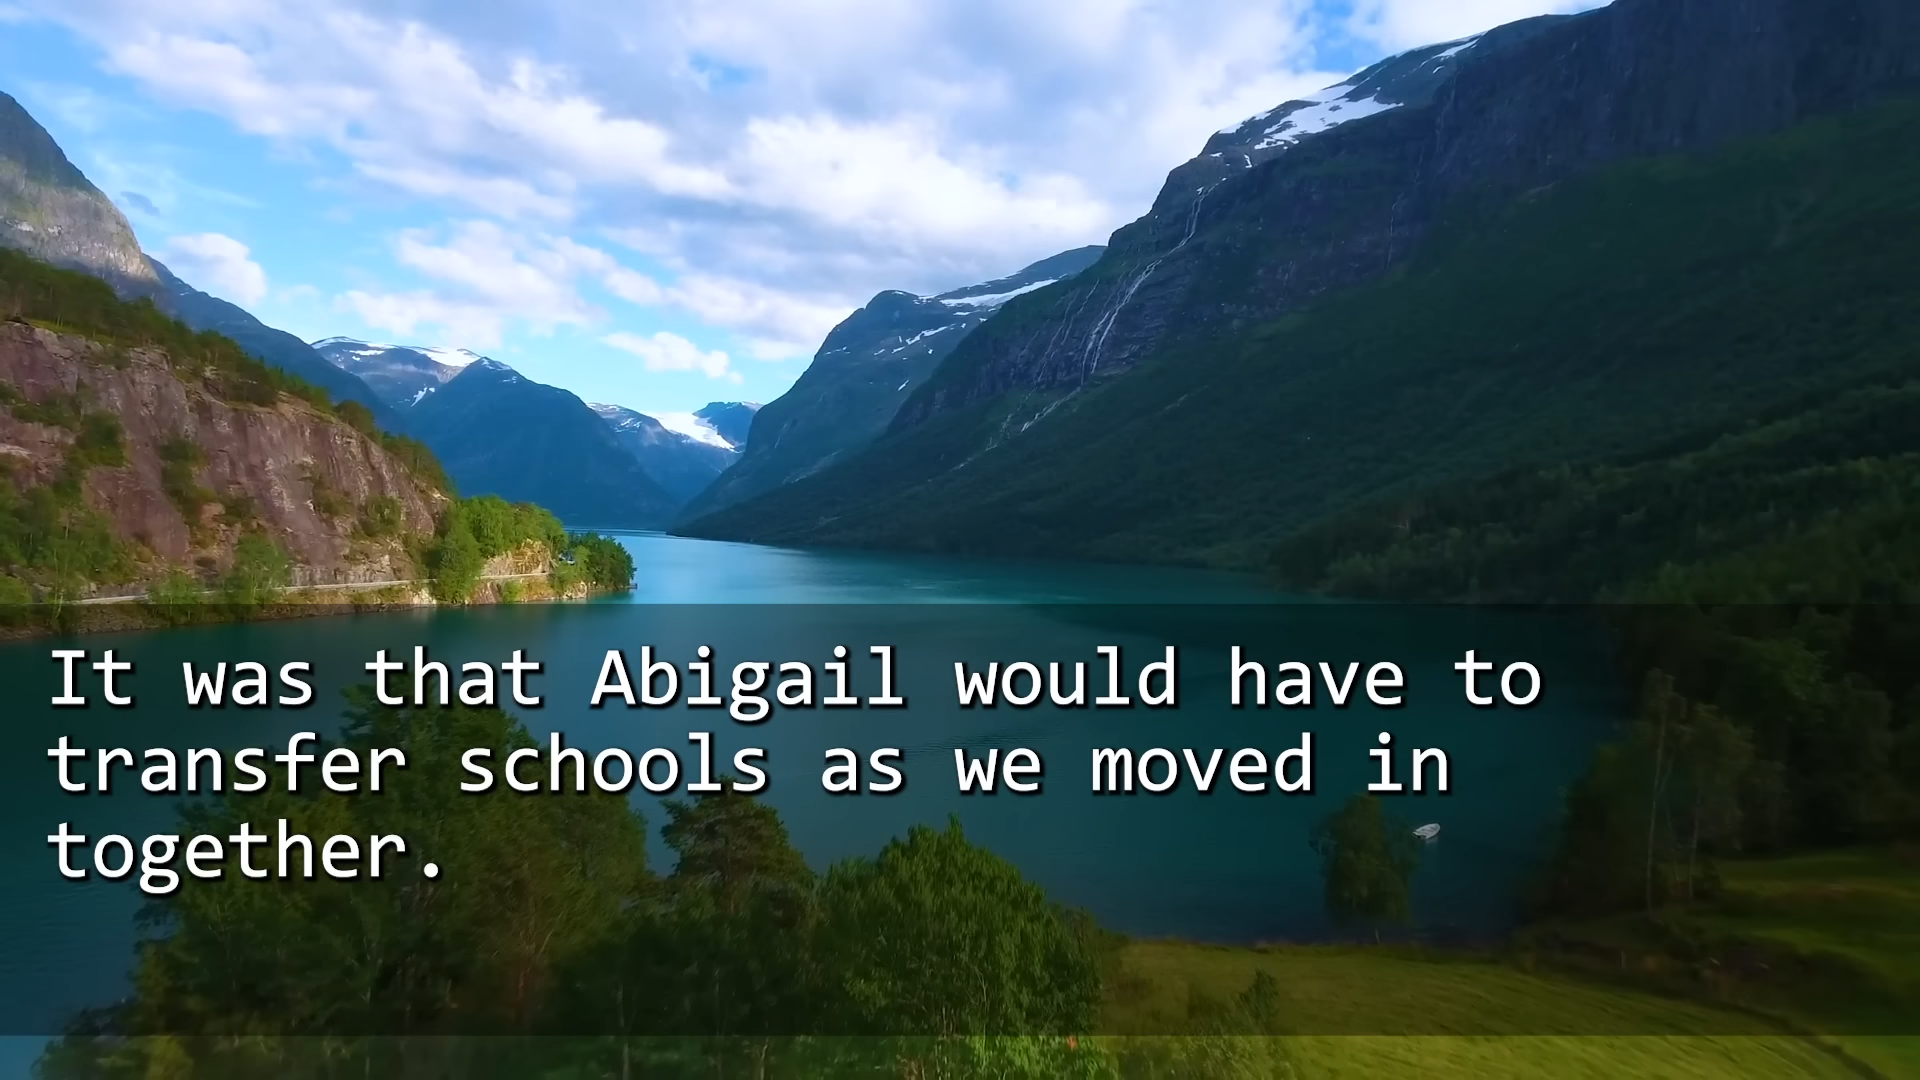 It was that Abigail would have to
transfer schools as we moved in
together.